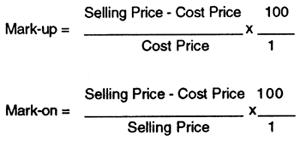 Selling Price - Cost Price 100
Mark-up = x
Cost Price 1
Selling Price - Cost Price 100
Mark-on = x
Selling Price 1